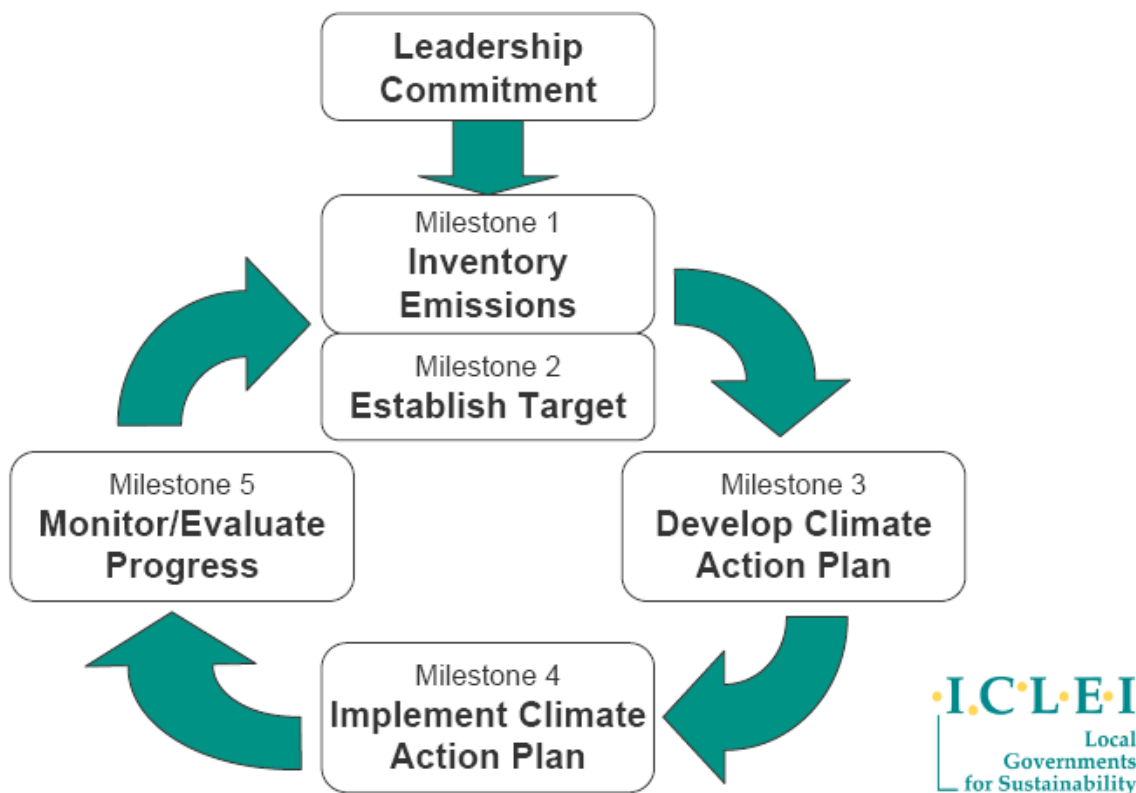 Leadership
Commitment
Milestone 1
Inventory
Emissions
Milestone 2
Establish Target
Milestone 5
Monitor/Evaluate
Progress
Milestone 3
Develop Climate
Action Plan
Milestone 4
Implement Climate
Action Plan
·I.C·L·E·I
Local
Governments
for Sustainability